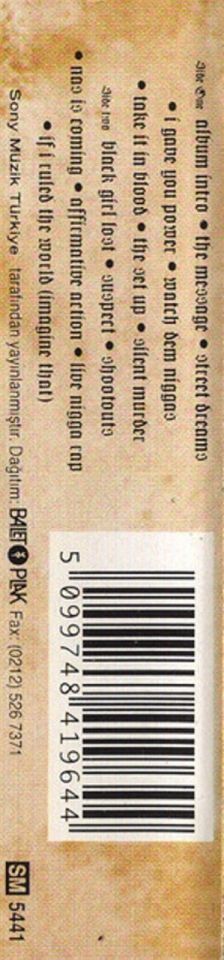 Side One album intro • the message • street dreams
• i gave you power • watch dem niggas
• take it in blood • the set up • silent murder
Side two black girl lost • suspect • shootouts
• nas is coming • affirmative action • live nigga rap
• if i ruled the world (imagine that)
Sony Müzik Türkiye tarafından yayınlanmıştır. Dağıtım: BALET PLAK Fax: (0212) 526 7371
5 099748 419644
SM 5441